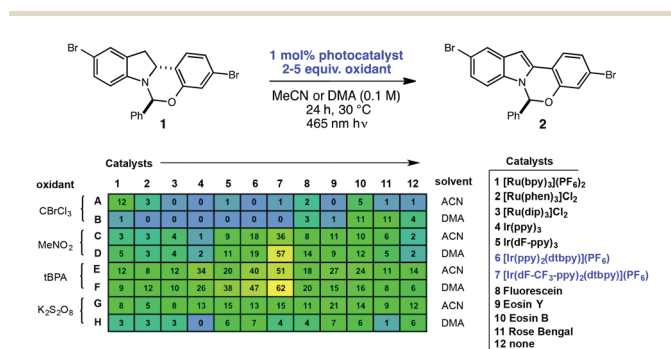 Br
Br
N
O
Ph
1
1 mol% photocatalyst
2-5 equiv. oxidant
MeCN or DMA (0.1 M)
24 h, 30 °C
465 nm hν
Br
Br
N
O
Ph
2
Catalysts
oxidant 1 2 3 4 5 6 7 8 9 10 11 12 solvent
CBrCl3
A 12 3 0 0 1 0 1 2 0 5 1 1 ACN
B 1 0 0 0 0 0 0 3 1 11 11 4 DMA
MeNO2
C 3 3 4 1 9 18 36 8 11 10 6 2 ACN
D 5 3 4 2 11 19 57 14 9 12 5 2 DMA
tBPA
E 12 8 12 34 20 40 51 18 27 24 11 14 ACN
F 9 12 10 26 38 47 62 20 15 16 8 6 DMA
K2S2O8
G 8 5 8 13 15 13 15 11 21 14 9 12 ACN
H 3 3 3 0 6 7 4 4 7 6 1 6 DMA
Catalysts
1 [Ru(bpy)3](PF6)2
2 [Ru(phen)3]Cl2
3 [Ru(dip)3]Cl2
4 Ir(ppy)3
5 Ir(dF-ppy)3
6 [Ir(ppy)2(dtbpy)](PF6)
7 [Ir(dF-CF3-ppy)2(dtbpy)](PF6)
8 Fluorescein
9 Eosin Y
10 Eosin B
11 Rose Bengal
12 none